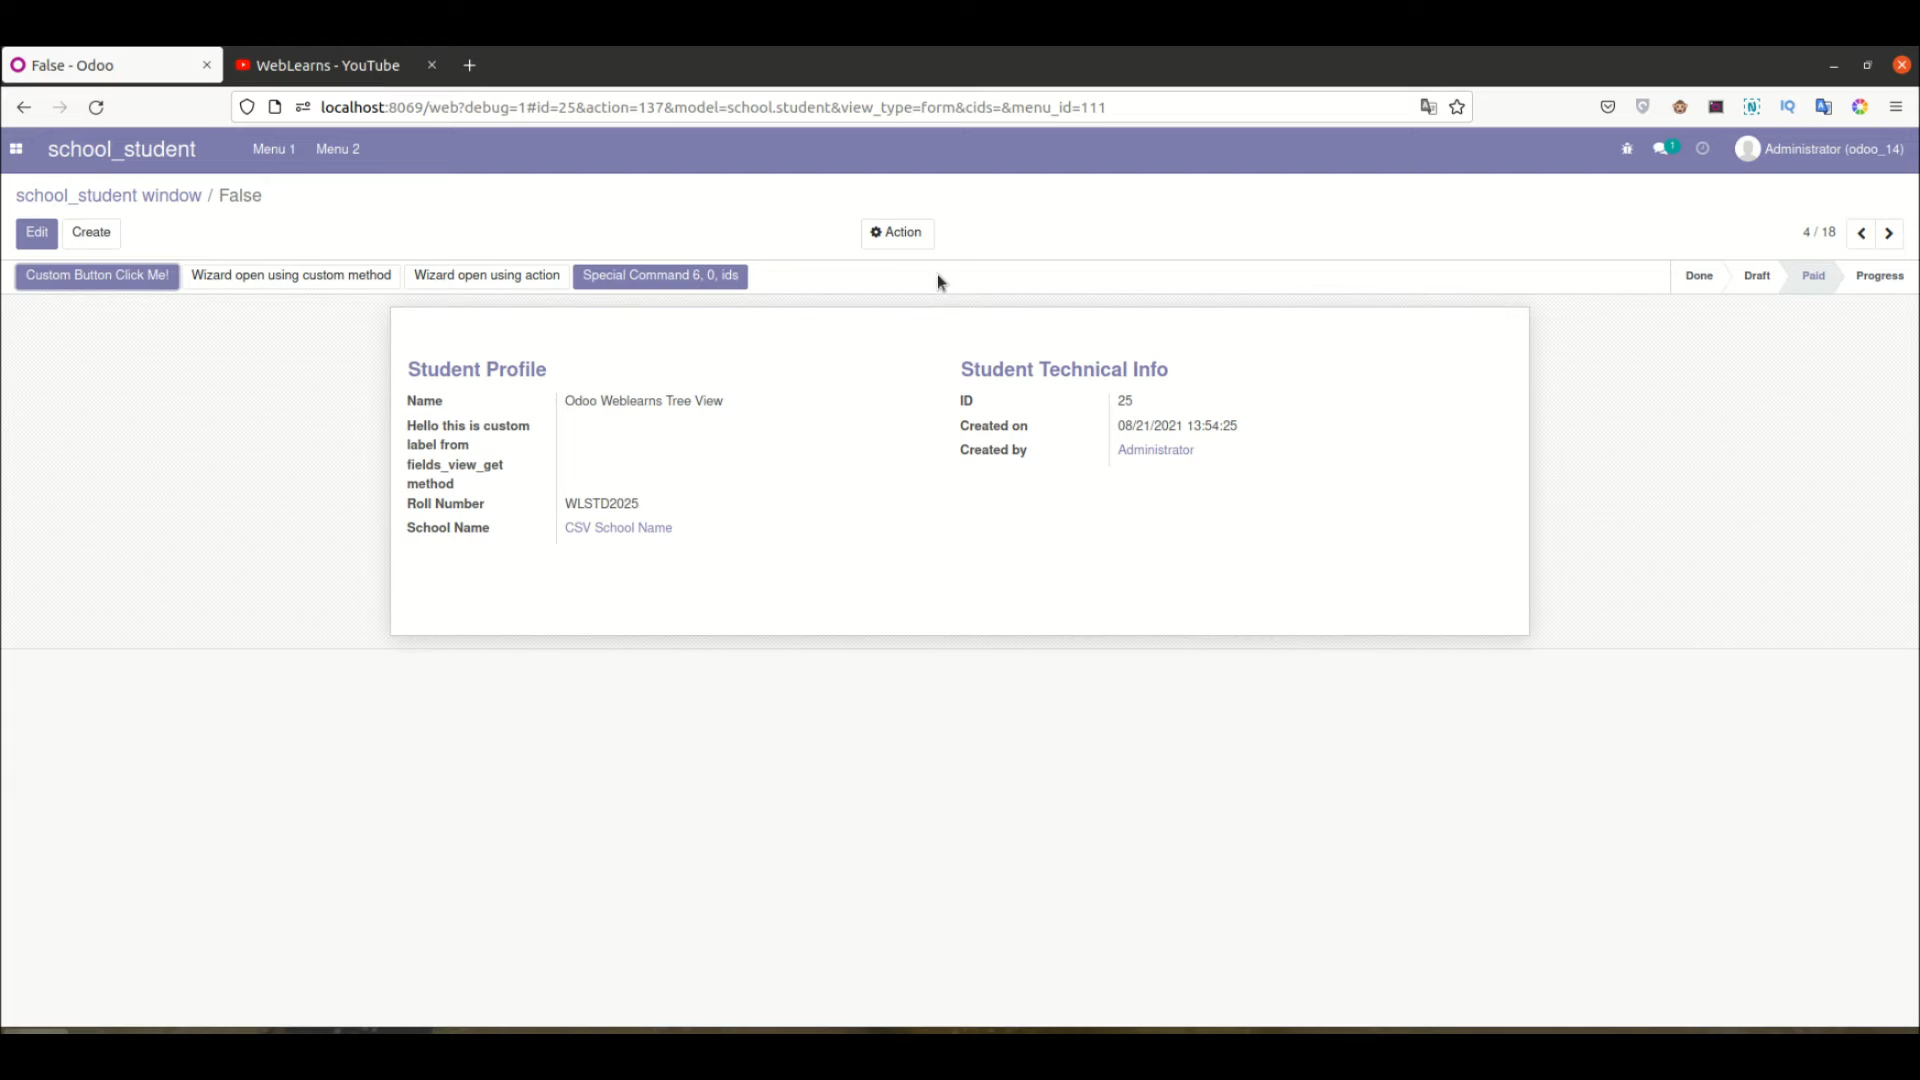 False - Odoo
WebLearns - YouTube
localhost:8069/web?debug=1#id=25&action=137&model=school.student&view_type=form&cids=&menu_id=111
IQ
school_student
Menu 1
Menu 2
1
Administrator (odoo_14)
school_student window / False
Edit
Create
Action
4 / 18
Custom Button Click Me!
Wizard open using custom method
Wizard open using action
Special Command 6, 0, ids
Done
Draft
Paid
Progress
Student Profile
Student Technical Info
Name
Odoo Weblearns Tree View
ID
25
Hello this is custom
label from
fields_view_get
method
Created on
08/21/2021 13:54:25
Created by
Administrator
Roll Number
WLSTD2025
School Name
CSV School Name